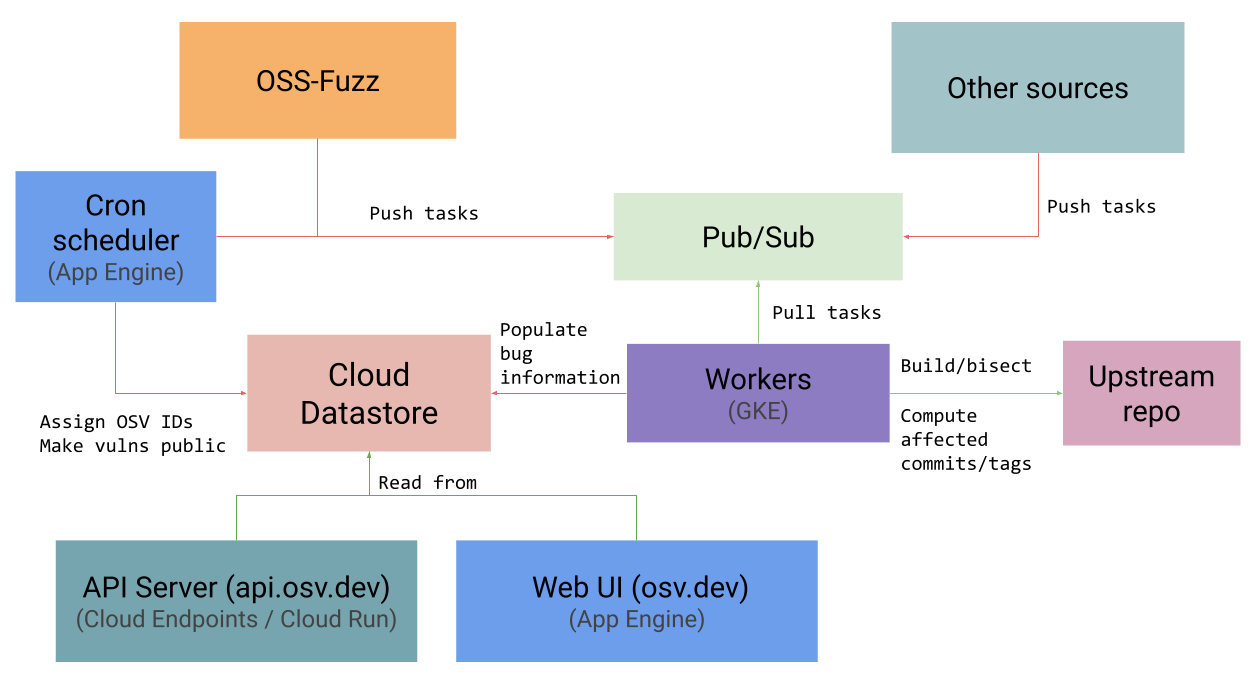 OSS-Fuzz
Other sources
Cron
scheduler
(App Engine)
Push tasks
Pub/Sub
Push tasks
Pull tasks
Cloud
Datastore
Populate
bug
information
Workers
(GKE)
Build/bisect
Compute
affected
commits/tags
Upstream
repo
Assign OSV IDs
Make vulns public
Read from
API Server (api.osv.dev)
(Cloud Endpoints / Cloud Run)
Web UI (osv.dev)
(App Engine)